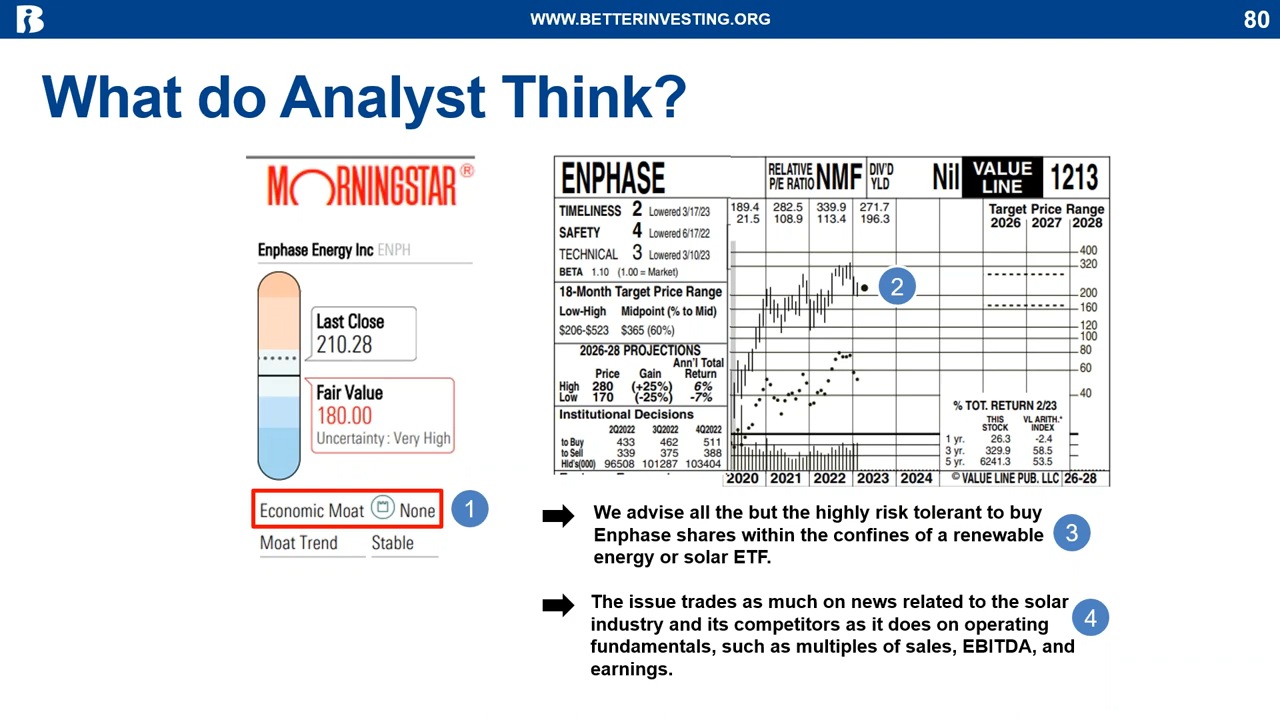 WWW.BETTERINVESTING.ORG
80
What do Analyst Think?
MORNINGSTAR®
Enphase Energy Inc ENPH
Last Close
210.28
Fair Value
180.00
Uncertainty : Very High
Economic Moat None
Moat Trend Stable
1
ENPHASE
RELATIVE P/E RATIO NMF
DIV'D YLD Nil
VALUE LINE
1213
TIMELINESS 2 Lowered 3/17/23
SAFETY 4 Lowered 6/17/22
TECHNICAL 3 Lowered 3/10/23
BETA 1.10 (1.00 = Market)
18-Month Target Price Range
Low-High Midpoint (% to Mid)
$206-$523 $365 (60%)
2026-28 PROJECTIONS
Ann'l Total
Price Gain Return
High 280 (+25%) 6%
Low 170 (-25%) -7%
Institutional Decisions
2Q2022 3Q2022 4Q2022
to Buy 433 462 511
to Sell 339 375 388
Hld's(000) 96508 101287 103404
189.4 282.5 339.9 271.7
21.5 108.9 113.4 196.3
Target Price Range
2026 2027 2028
400
320
200
160
120
100
80
60
40
2
% TOT. RETURN 2/23
THIS STOCK
VL ARITH.* INDEX
1 yr. 26.3 -2.4
3 yr. 329.9 58.5
5 yr. 6241.3 53.5
2020 2021 2022 2023 2024
© VALUE LINE PUB. LLC 26-28
We advise all the but the highly risk tolerant to buy
Enphase shares within the confines of a renewable
energy or solar ETF.
3
The issue trades as much on news related to the solar
industry and its competitors as it does on operating
fundamentals, such as multiples of sales, EBITDA, and
earnings.
4